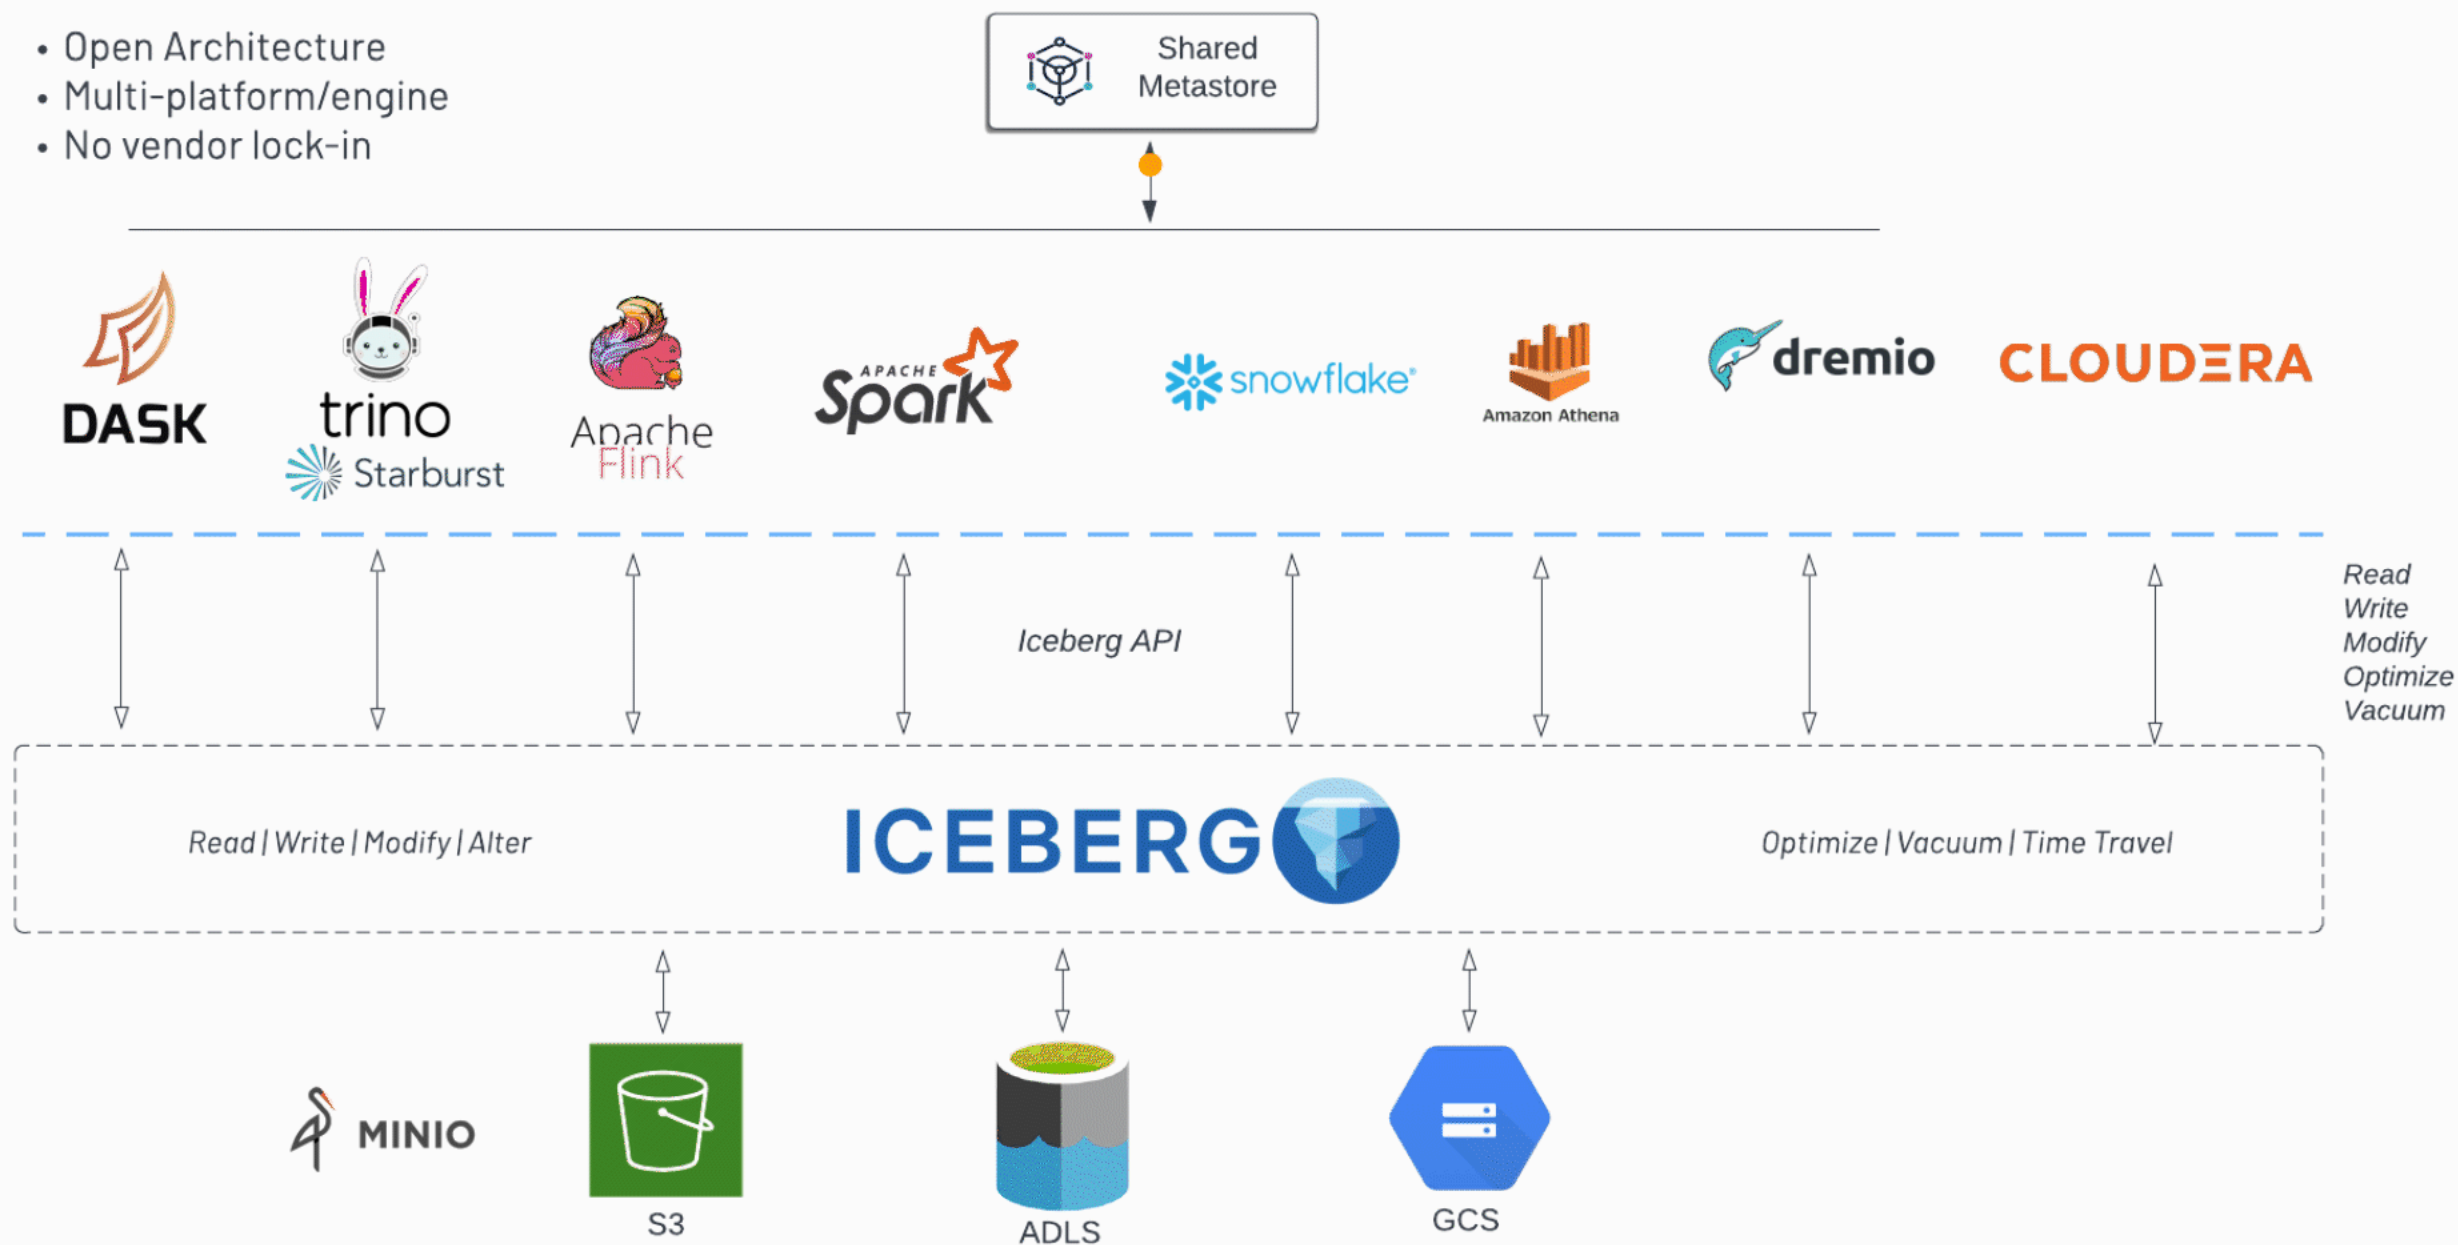 • Open Architecture
• Multi-platform/engine
• No vendor lock-in
Shared
Metastore
DASK
trino
Starburst
Apache
Flink
APACHE
Spark
snowflake®
Amazon Athena
dremio
CLOUDERA
Iceberg API
Read
Write
Modify
Optimize
Vacuum
Read | Write | Modify | Alter
ICEBERG
Optimize | Vacuum | Time Travel
MINIO
S3
ADLS
GCS